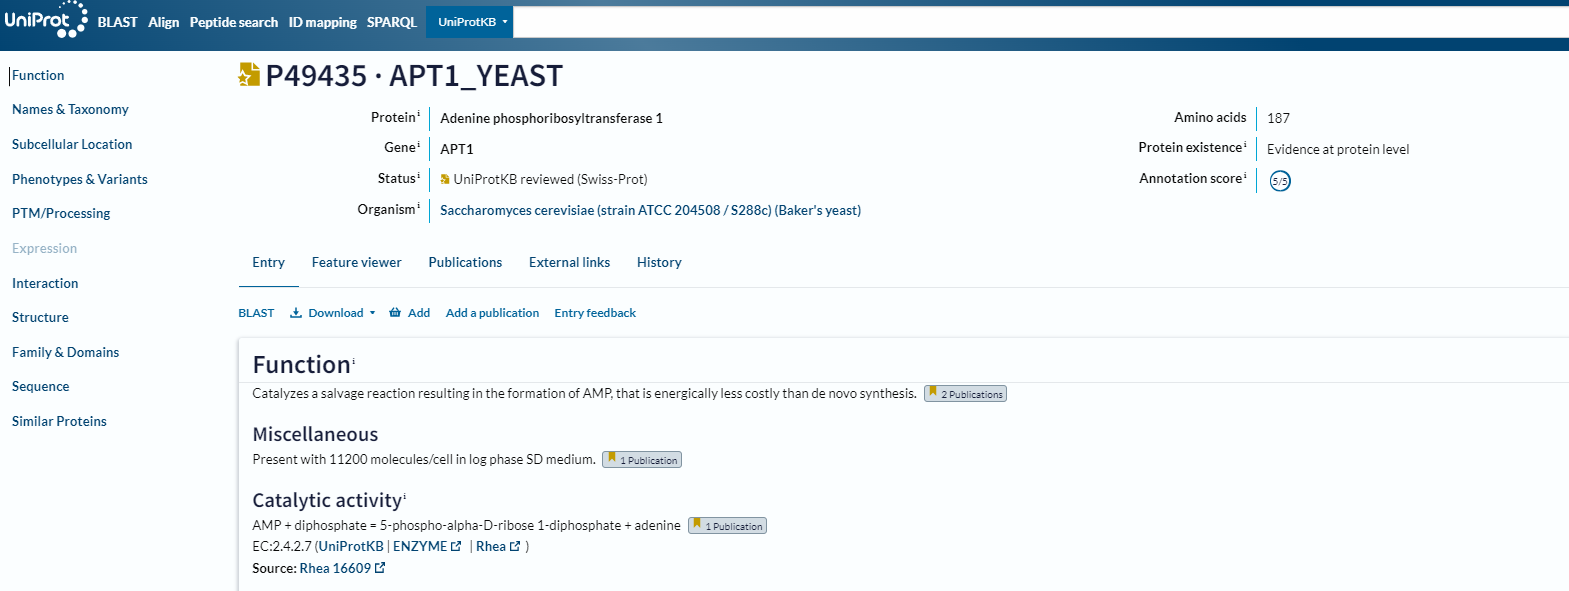 UniProt BLAST Align Peptide search ID mapping SPARQL UniProtKB
Function
Names & Taxonomy
Subcellular Location
Phenotypes & Variants
PTM/Processing
Expression
Interaction
Structure
Family & Domains
Sequence
Similar Proteins
P49435 · APT1_YEAST
Protein i Adenine phosphoribosyltransferase 1
Gene i APT1
Status i UniProtKB reviewed (Swiss-Prot)
Organism i Saccharomyces cerevisiae (strain ATCC 204508 / S288c) (Baker's yeast)
Amino acids 187
Protein existence i Evidence at protein level
Annotation score i 5/5
Entry Feature viewer Publications External links History
BLAST Download Add Add a publication Entry feedback
Function i
Catalyzes a salvage reaction resulting in the formation of AMP, that is energically less costly than de novo synthesis. 2 Publications
Miscellaneous
Present with 11200 molecules/cell in log phase SD medium. 1 Publication
Catalytic activity i
AMP + diphosphate = 5-phospho-alpha-D-ribose 1-diphosphate + adenine 1 Publication
EC:2.4.2.7 (UniProtKB | ENZYME | Rhea )
Source: Rhea 16609